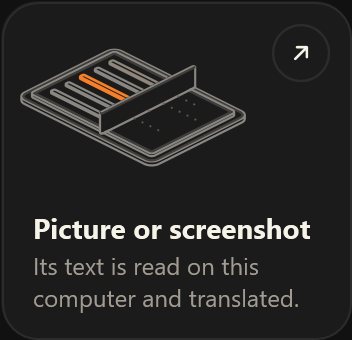 Picture or screenshot
Its text is read on this
computer and translated.